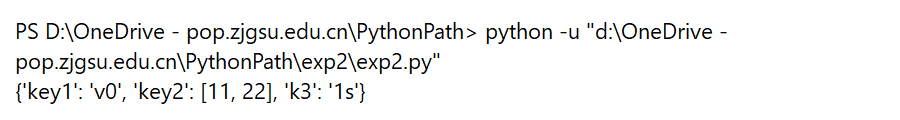 PS D:\OneDrive - pop.zjgsu.edu.cn\PythonPath> python -u "d:\OneDrive -
pop.zjgsu.edu.cn\PythonPath\exp2\exp2.py"
{'key1': 'v0', 'key2': [11, 22], 'k3': '1s'}